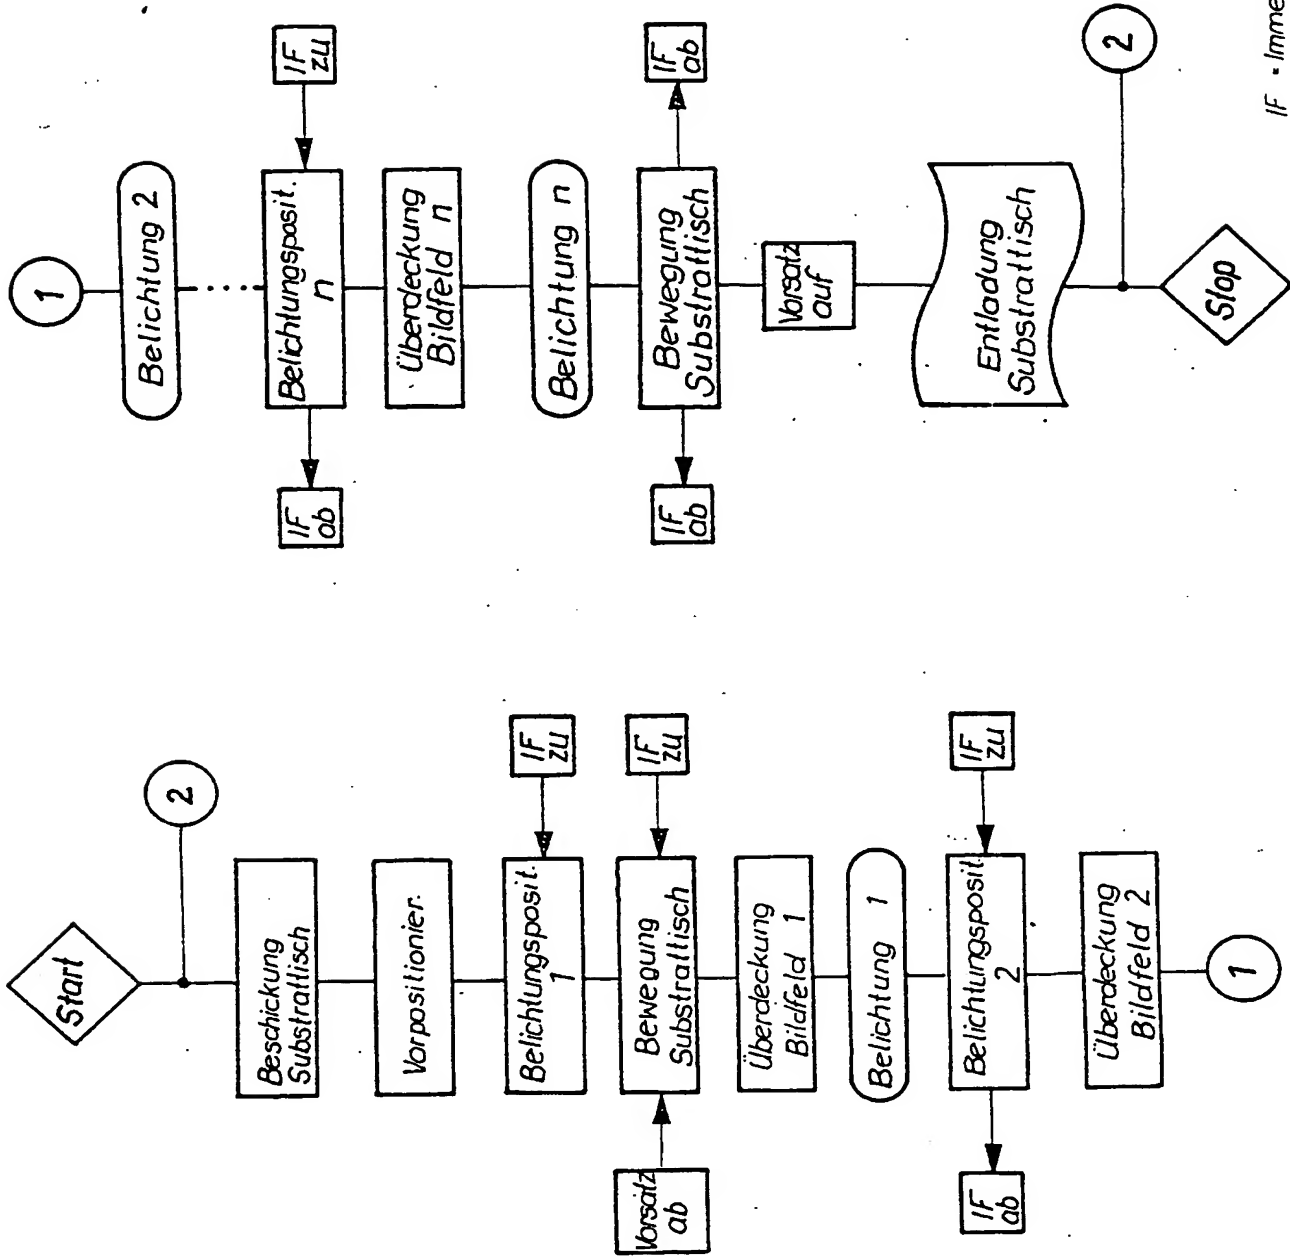 Start
2
Beschickung
Substrattisch
Vorpositionier.
Belichtungsposit.
1
IF
zu
Vorsatz
ab
Bewegung
Substrattisch
IF
zu
Überdeckung
Bildfeld 1
Belichtung 1
IF
ab
Belichtungsposit.
2
IF
zu
Überdeckung
Bildfeld 2
1
1
Belichtung 2
IF
ab
Belichtungsposit.
n
IF
zu
Überdeckung
Bildfeld n
Belichtung n
IF
ab
Bewegung
Substrattisch
IF
ab
Vorsatz
auf
Entladung
Substrattisch
2
Stop
IF